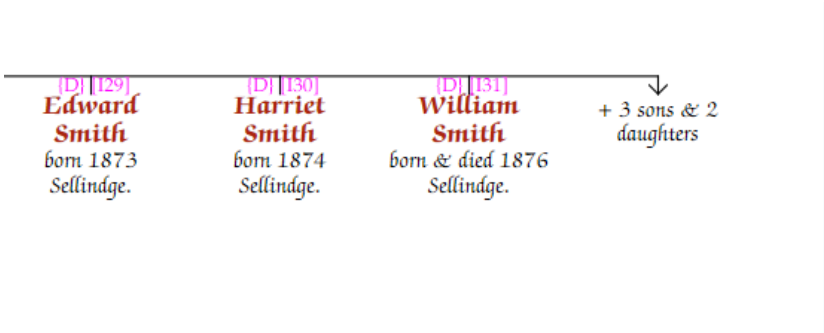 {D} [I29]
Edward
Smith
born 1873
Sellindge.
{D} [I30]
Harriet
Smith
born 1874
Sellindge.
{D} [I31]
William
Smith
born & died 1876
Sellindge.
+ 3 sons & 2
daughters